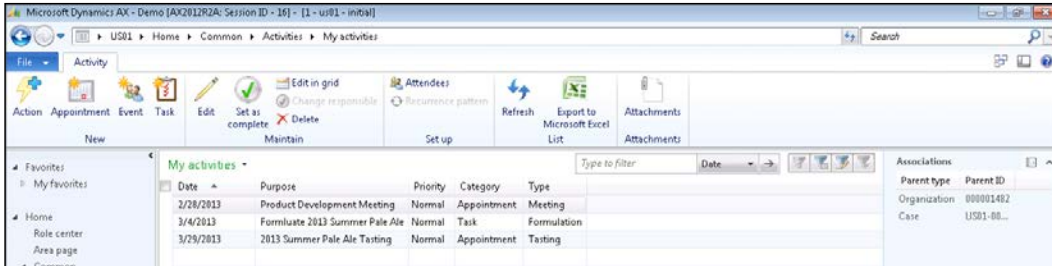 Microsoft Dynamics AX - Demo [AX2012R2A: Session ID - 16] - [1 - us01 - initial]
US01 ▸ Home ▸ Common ▸ Activities ▸ My activities
Search
File
Activity
Action Appointment Event Task
New
Edit
Set as complete
Edit in grid
Change responsible
Delete
Maintain
Attendees
Recurrence pattern
Set up
Refresh
Export to Microsoft Excel
List
Attachments
Attachments
Favorites
My favorites
Home
Role center
Area page
Common
My activities
Type to filter
Date
Date Purpose Priority Category Type
2/28/2013 Product Development Meeting Normal Appointment Meeting
3/4/2013 Formluate 2013 Summer Pale Ale Normal Task Formulation
3/29/2013 2013 Summer Pale Ale Tasting Normal Appointment Tasting
Associations
Parent type Parent ID
Organization 000001482
Case US01-00...